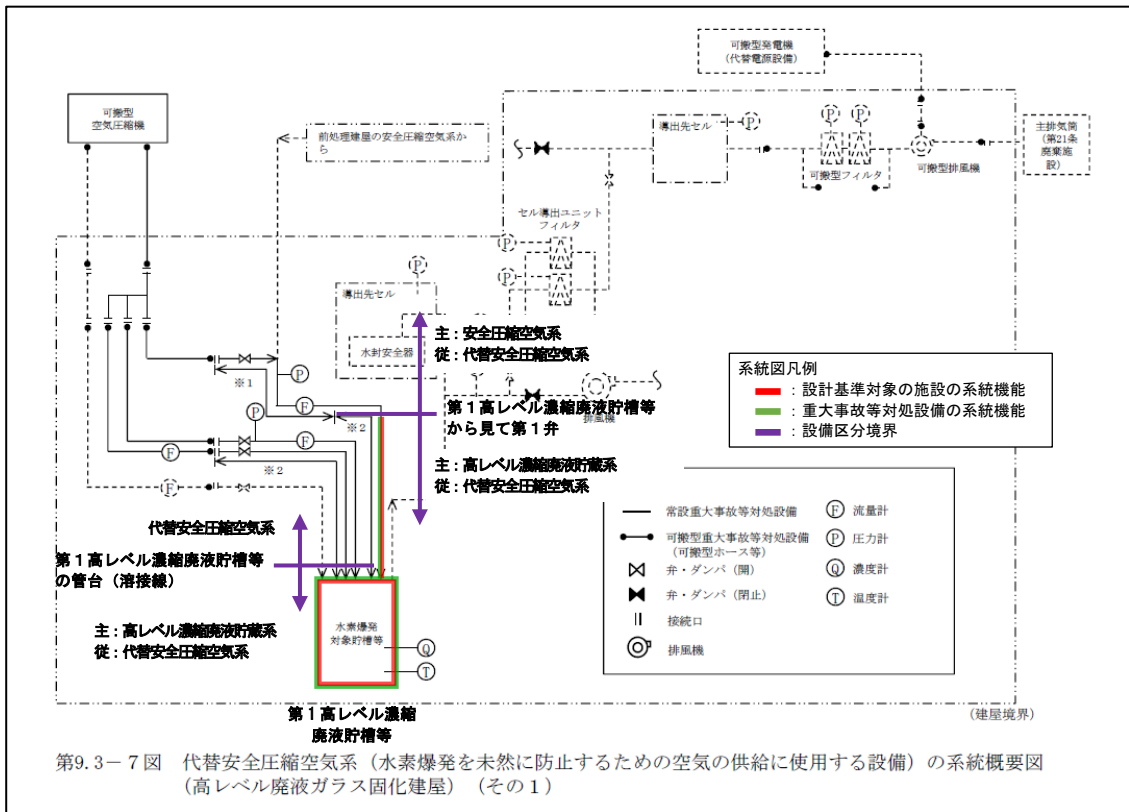 可搬型発電機
(代替電源設備)
可搬型
空気圧縮機
前処理建屋の安全圧縮空気系か
ら
導出先セル
P
P
P
主排気筒
(第21条
廃棄施
設)
可搬型フィルタ
可搬型排風機
セル導出ユニット
フィルタ
P
P
P
導出先セル
水封安全器
主：安全圧縮空気系
従：代替安全圧縮空気系
系統図凡例
：設計基準対象の施設の系統機能
：重大事故等対処設備の系統機能
：設備区分境界
※1
P
F
※2
第１高レベル濃縮廃液貯槽等
から見て第１弁
排風機
P
F
F
※2
主：高レベル濃縮廃液貯蔵系
従：代替安全圧縮空気系
F
代替安全圧縮空気系
第１高レベル濃縮廃液貯槽等
の管台（溶接線）
主：高レベル濃縮廃液貯蔵系
従：代替安全圧縮空気系
水素爆発
対象貯槽等
Q
T
第１高レベル濃縮
廃液貯槽等
常設重大事故等対処設備
可搬型重大事故等対処設備
(可搬型ホース等)
弁・ダンパ（開）
弁・ダンパ（閉止）
接続口
排風機
F 流量計
P 圧力計
Q 濃度計
T 温度計
(建屋境界)
第9.3－7図　代替安全圧縮空気系（水素爆発を未然に防止するための空気の供給に使用する設備）の系統概要図
(高レベル廃液ガラス固化建屋)（その１）